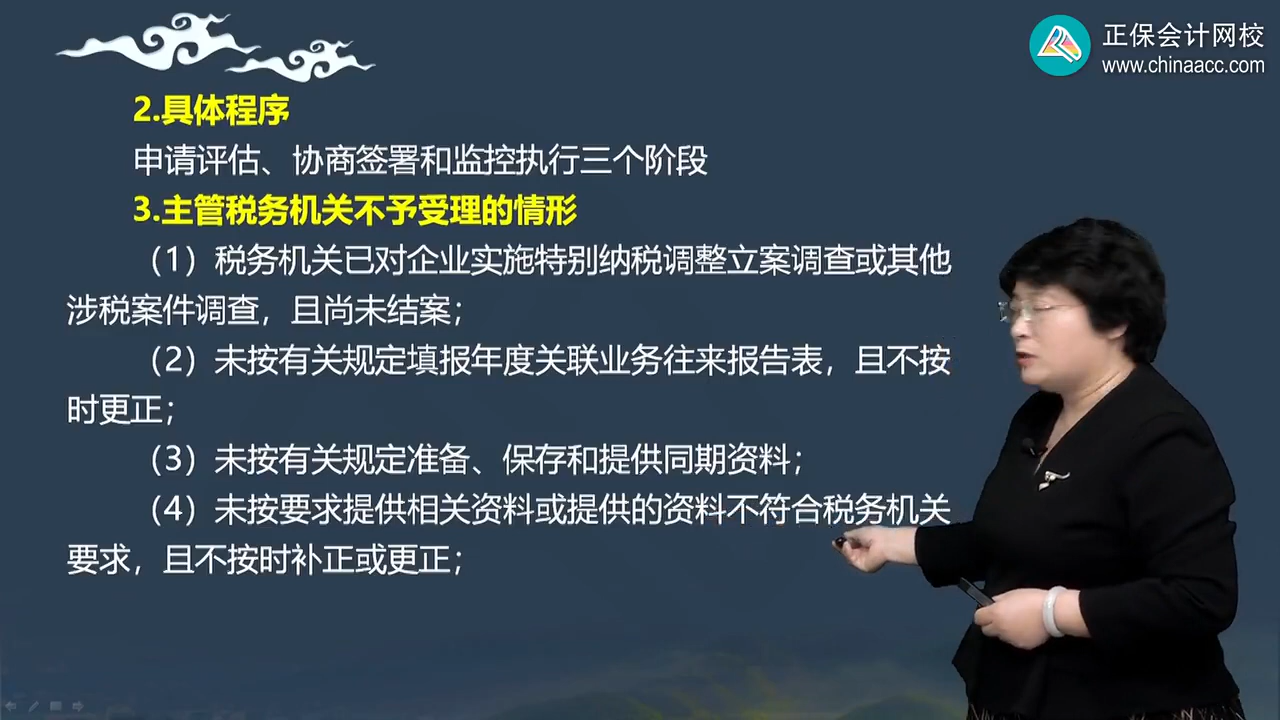 正保会计网校
www.chinaacc.com
2.具体程序
申请评估、协商签署和监控执行三个阶段
3.主管税务机关不予受理的情形
（1）税务机关已对企业实施特别纳税调整立案调查或其他
涉税案件调查，且尚未结案；
（2）未按有关规定填报年度关联业务往来报告表，且不按
时更正；
（3）未按有关规定准备、保存和提供同期资料；
（4）未按要求提供相关资料或提供的资料不符合税务机关
要求，且不按时补正或更正；